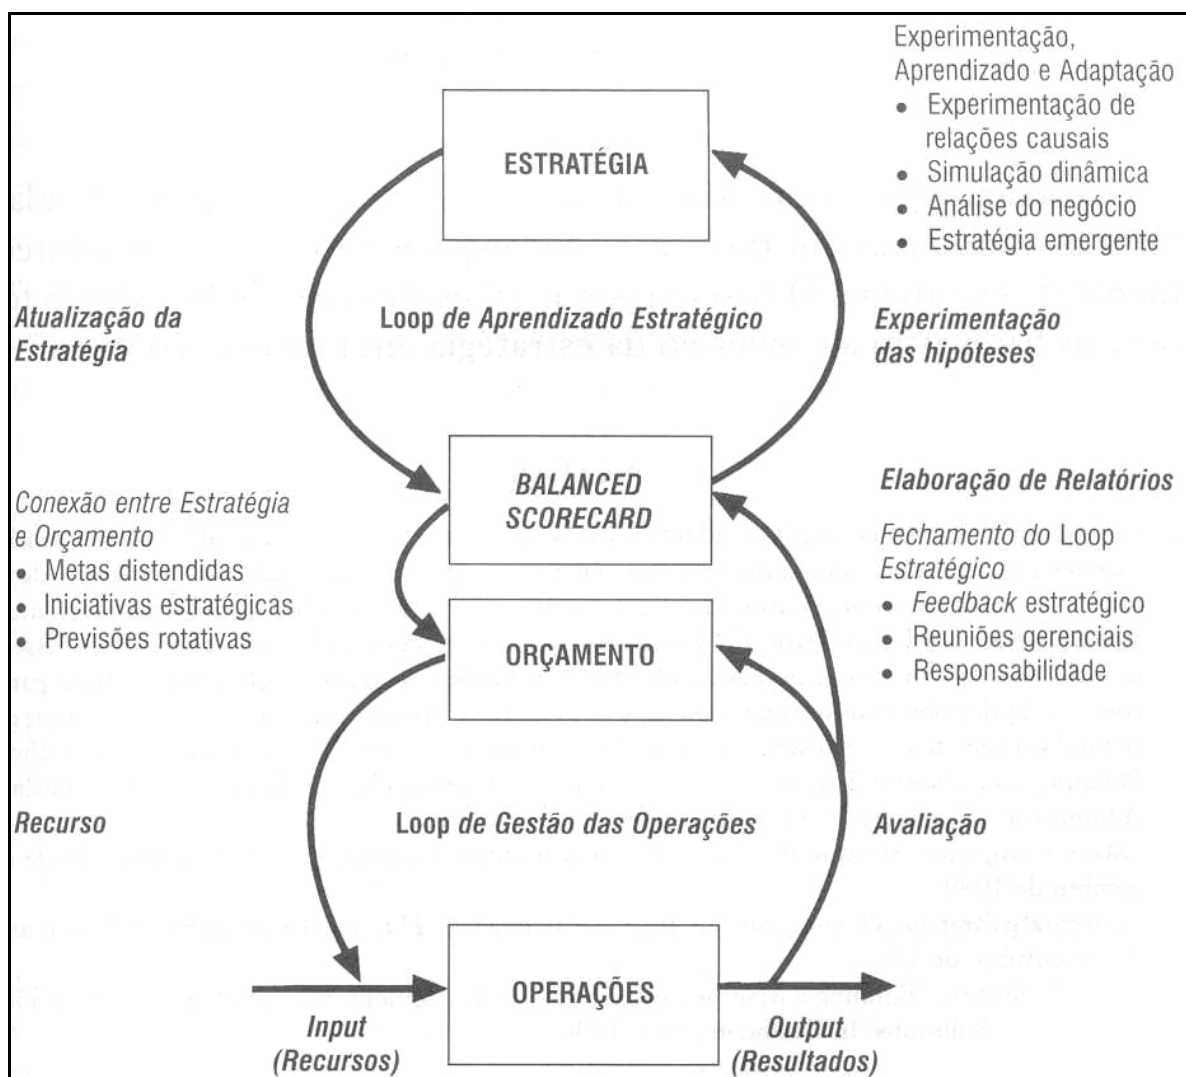 Experimentação,
Aprendizado e Adaptação
• Experimentação de
relações causais
• Simulação dinâmica
• Análise do negócio
• Estratégia emergente
ESTRATÉGIA
Atualização da
Estratégia
Loop de Aprendizado Estratégico
Experimentação
das hipóteses
BALANCED
SCORECARD
Conexão entre Estratégia
e Orçamento
• Metas distendidas
• Iniciativas estratégicas
• Previsões rotativas
Elaboração de Relatórios
Fechamento do Loop
Estratégico
• Feedback estratégico
• Reuniões gerenciais
• Responsabilidade
ORÇAMENTO
Recurso
Loop de Gestão das Operações
Avaliação
OPERAÇÕES
Input
(Recursos)
Output
(Resultados)